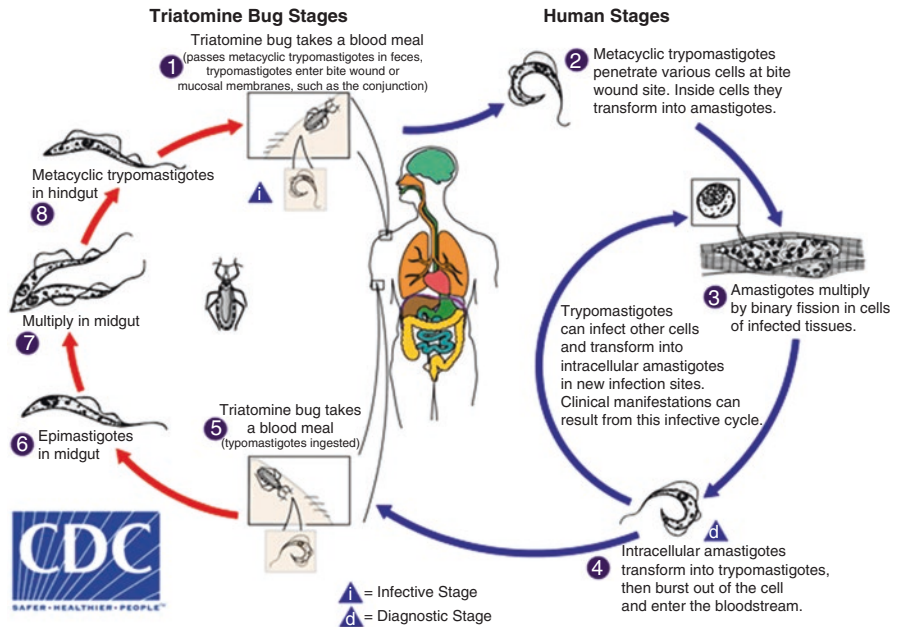 Triatomine Bug Stages
Human Stages
Triatomine bug takes a blood meal
(passes metacyclic trypomastigotes in feces,
trypomastigotes enter bite wound or
mucosal membranes, such as the conjunction)
1
i
2
Metacyclic trypomastigotes
penetrate various cells at bite
wound site. Inside cells they
transform into amastigotes.
3
Amastigotes multiply
by binary fission in cells
of infected tissues.
Trypomastigotes
can infect other cells
and transform into
intracellular amastigotes
in new infection sites.
Clinical manifestations can
result from this infective cycle.
d
4
Intracellular amastigotes
transform into trypomastigotes,
then burst out of the cell
and enter the bloodstream.
5
Triatomine bug takes
a blood meal
(typomastigotes ingested)
6
Epimastigotes
in midgut
Multiply in midgut
7
Metacyclic trypomastigotes
in hindgut
8
CDC
SAFER•HEALTHIER•PEOPLE™
i = Infective Stage
d = Diagnostic Stage